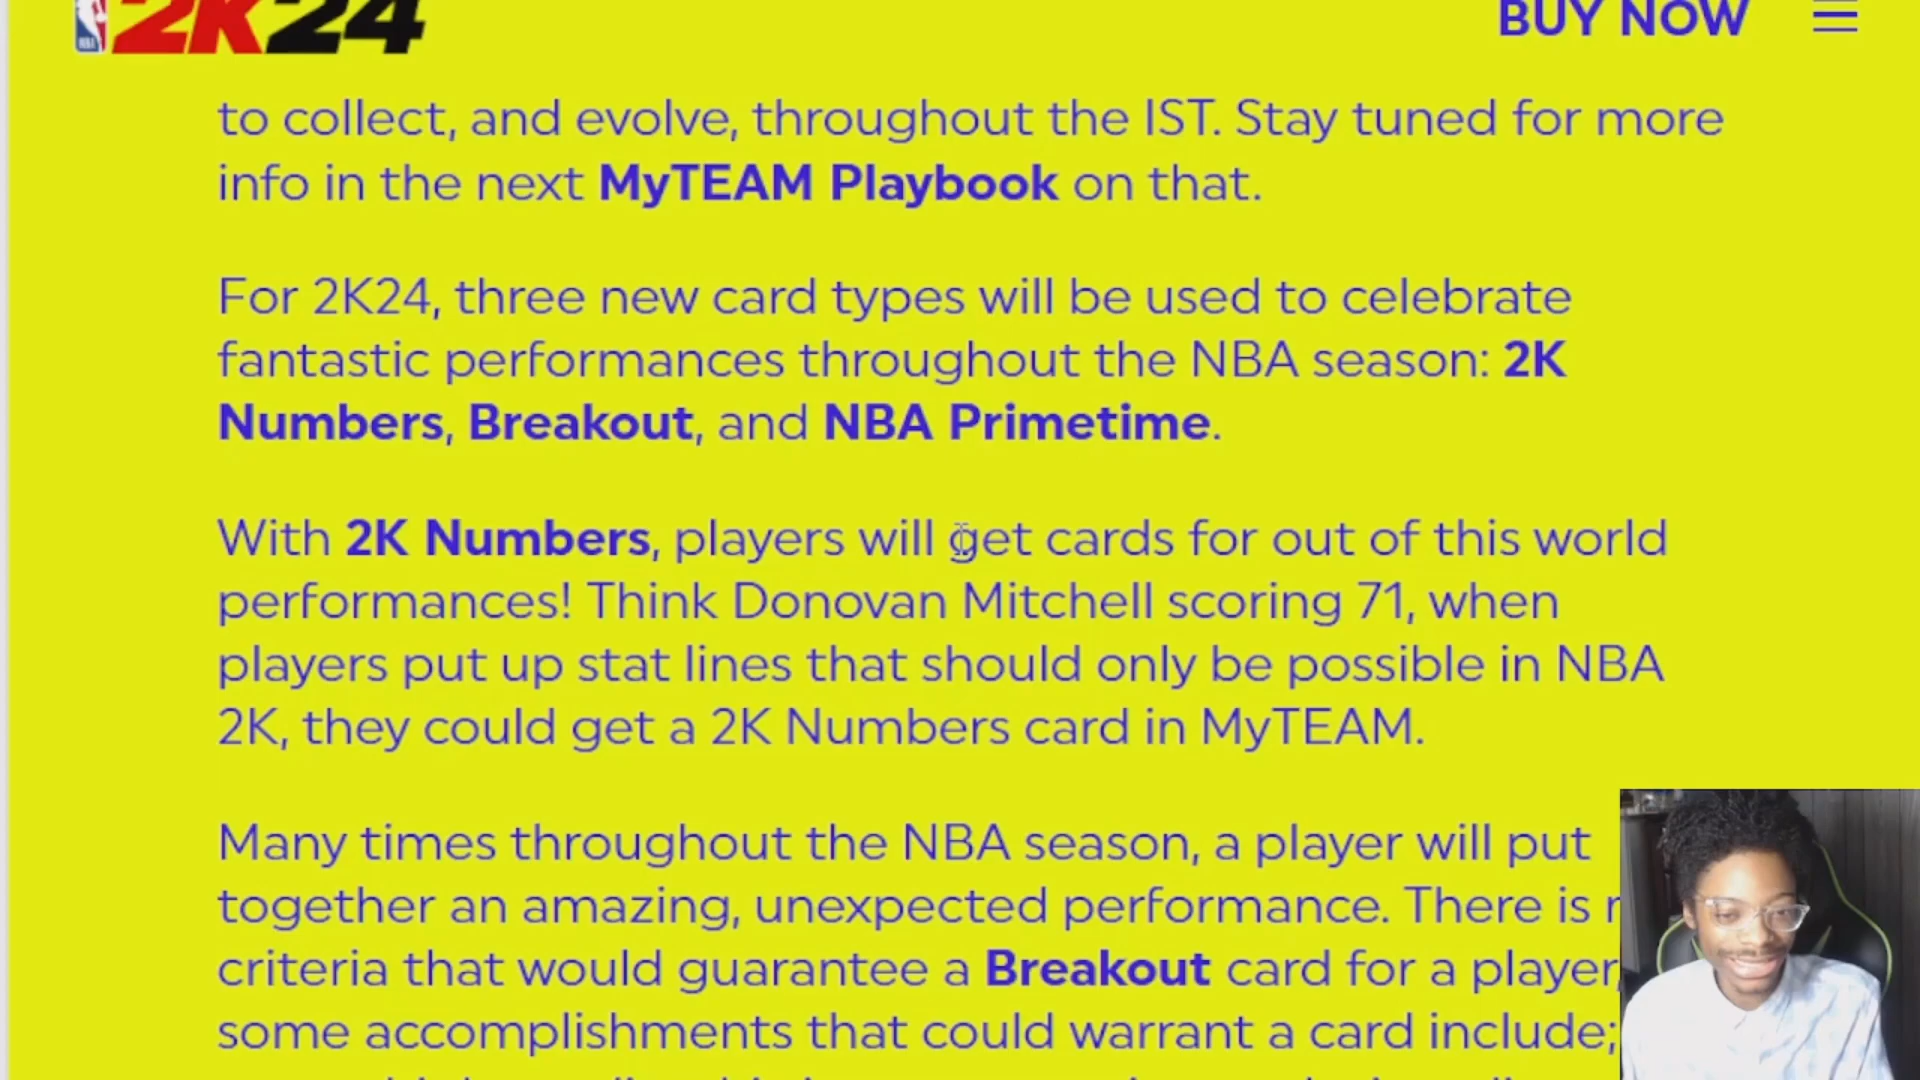 2K24
BUY NOW
to collect, and evolve, throughout the IST. Stay tuned for more
info in the next MyTEAM Playbook on that.
For 2K24, three new card types will be used to celebrate
fantastic performances throughout the NBA season: 2K
Numbers, Breakout, and NBA Primetime.
With 2K Numbers, players will get cards for out of this world
performances! Think Donovan Mitchell scoring 71, when
players put up stat lines that should only be possible in NBA
2K, they could get a 2K Numbers card in MyTEAM.
Many times throughout the NBA season, a player will put
together an amazing, unexpected performance. There is
criteria that would guarantee a Breakout card for a player,
some accomplishments that could warrant a card include;